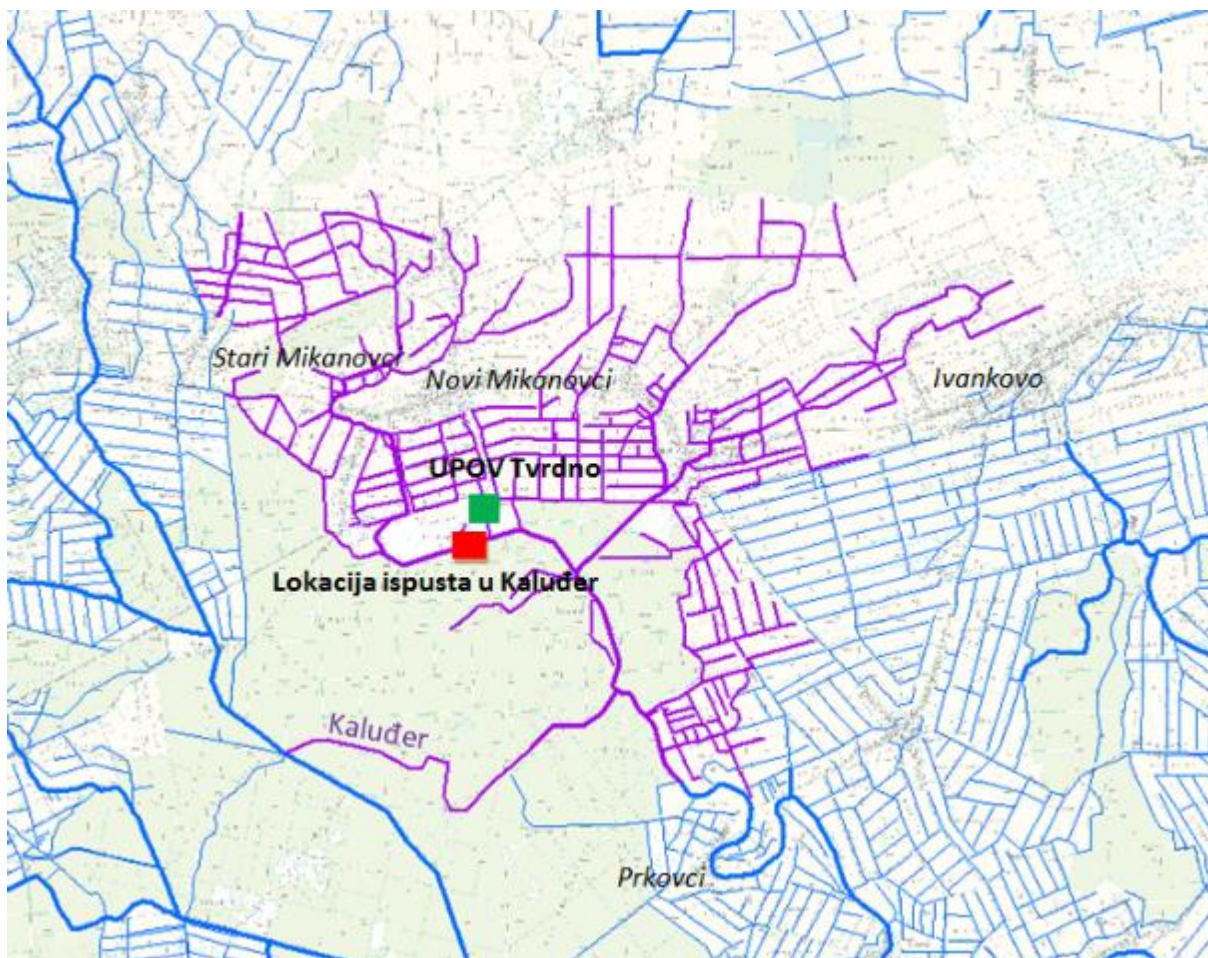 Stari Mikanovci
Novi Mikanovci
Ivankovo
UPOV Tvrdno
Lokacija ispusta u Kaluđer
Kaluđer
Prkovci